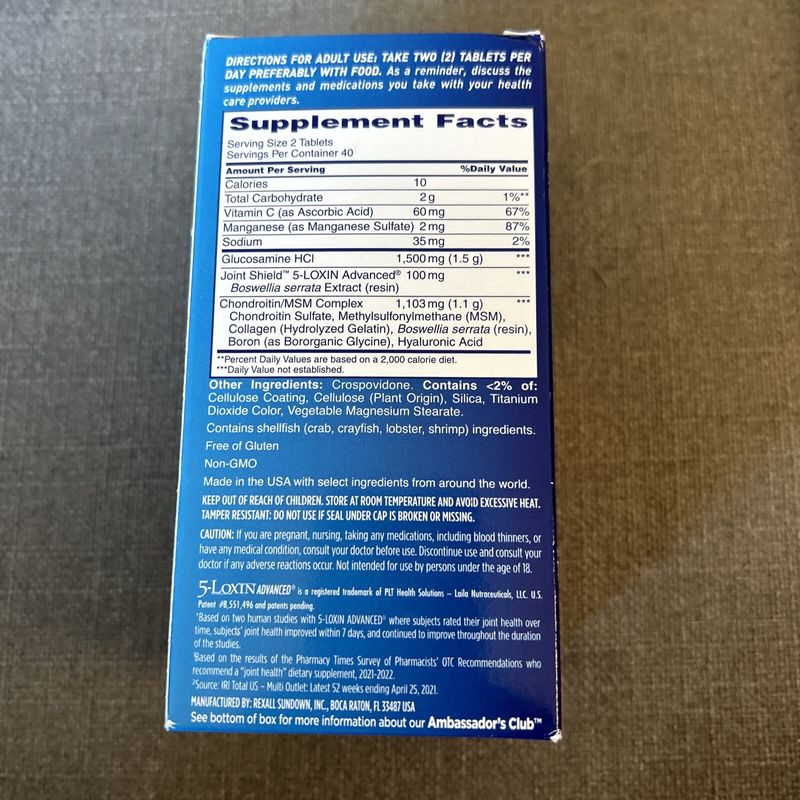 DIRECTIONS FOR ADULT USE: TAKE TWO (2) TABLETS PER
DAY PREFERABLY WITH FOOD. As a reminder, discuss the
supplements and medications you take with your health
care providers.
Supplement Facts
Serving Size 2 Tablets
Servings Per Container 40
Amount Per Serving %Daily Value
Calories 10
Total Carbohydrate 2 g 1%**
Vitamin C (as Ascorbic Acid) 60 mg 67%
Manganese (as Manganese Sulfate) 2 mg 87%
Sodium 35 mg 2%
Glucosamine HCl 1,500 mg (1.5 g) ***
Joint Shield™ 5-LOXIN Advanced® 100 mg ***
Boswellia serrata Extract (resin)
Chondroitin/MSM Complex 1,103 mg (1.1 g) ***
Chondroitin Sulfate, Methylsulfonylmethane (MSM),
Collagen (Hydrolyzed Gelatin), Boswellia serrata (resin),
Boron (as Bororganic Glycine), Hyaluronic Acid
**Percent Daily Values are based on a 2,000 calorie diet.
***Daily Value not established.
Other Ingredients: Crospovidone. Contains <2% of:
Cellulose Coating, Cellulose (Plant Origin), Silica, Titanium
Dioxide Color, Vegetable Magnesium Stearate.
Contains shellfish (crab, crayfish, lobster, shrimp) ingredients.
Free of Gluten
Non-GMO
Made in the USA with select ingredients from around the world.
KEEP OUT OF REACH OF CHILDREN. STORE AT ROOM TEMPERATURE AND AVOID EXCESSIVE HEAT.
TAMPER RESISTANT: DO NOT USE IF SEAL UNDER CAP IS BROKEN OR MISSING.
CAUTION: If you are pregnant, nursing, taking any medications, including blood thinners, or
have any medical condition, consult your doctor before use. Discontinue use and consult your
doctor if any adverse reactions occur. Not intended for use by persons under the age of 18.
5-LOXIN ADVANCED® is a registered trademark of PLT Health Solutions – Laila Nutraceuticals, LLC. U.S.
Patent #8,551,496 and patents pending.
Based on two human studies with 5-LOXIN ADVANCED® where subjects rated their joint health over
time, subjects' joint health improved within 7 days, and continued to improve throughout the duration
of the studies.
Based on the results of the Pharmacy Times Survey of Pharmacists' OTC Recommendations who
recommend a "joint health" dietary supplement, 2021-2022.
²Source: IRI Total US – Multi Outlet: Latest 52 weeks ending April 25, 2021.
MANUFACTURED BY: REXALL SUNDOWN, INC., BOCA RATON, FL 33487 USA
See bottom of box for more information about our Ambassador's Club™